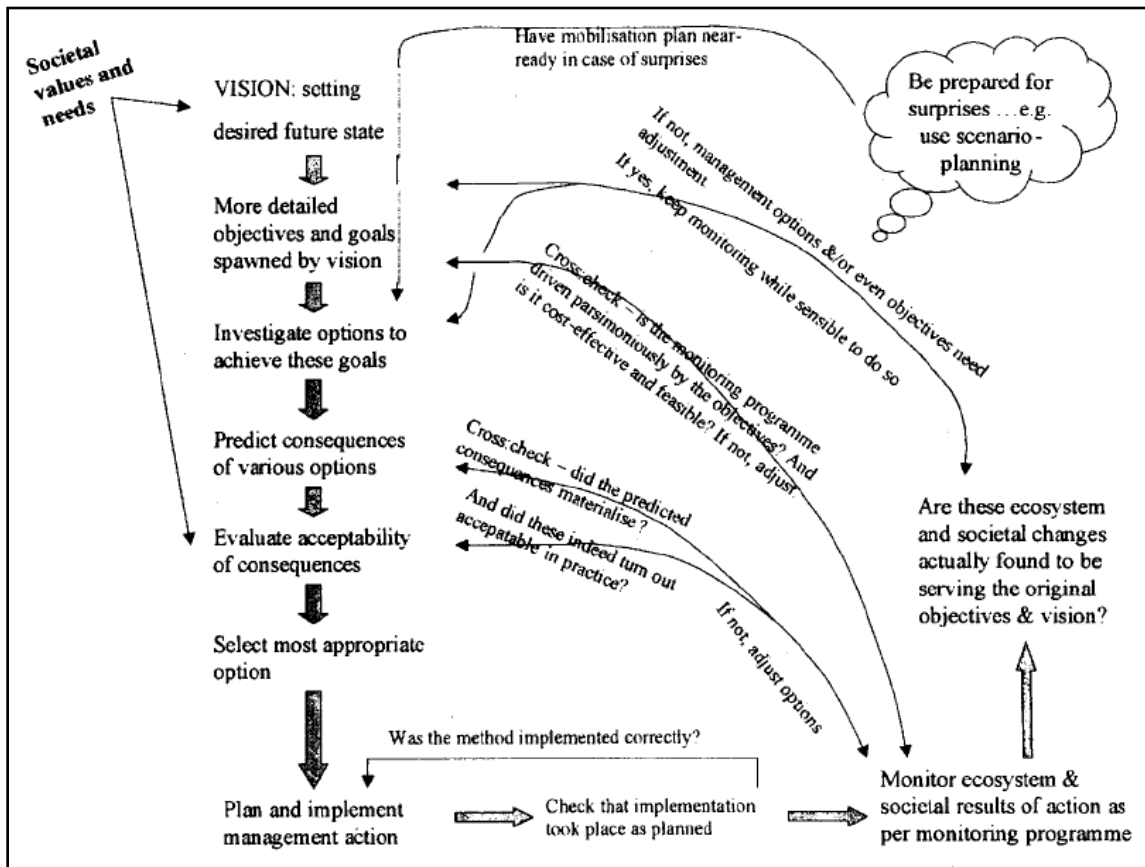 Societal
values and
needs
VISION: setting
desired future state
More detailed
objectives and goals
spawned by vision
Investigate options to
achieve these goals
Predict consequences
of various options
Evaluate acceptability
of consequences
Select most appropriate
option
Plan and implement
management action
Was the method implemented correctly?
Check that implementation
took place as planned
Monitor ecosystem &
societal results of action as
per monitoring programme
Are these ecosystem
and societal changes
actually found to be
serving the original
objectives & vision?
Have mobilisation plan near-
ready in case of surprises
Be prepared for
surprises …e.g.
use scenario-
planning
If not, management options &/or even objectives need
adjustment
If yes, keep monitoring while sensible to do so
Cross:check – is the monitoring programme
driven parsimoniously by the objectives? And
is it cost-effective and feasible? If not, adjust.
Cross:check – did the predicted
consequences materialise ?
And did these indeed turn out
accepatable in practice?
If not, adjust options